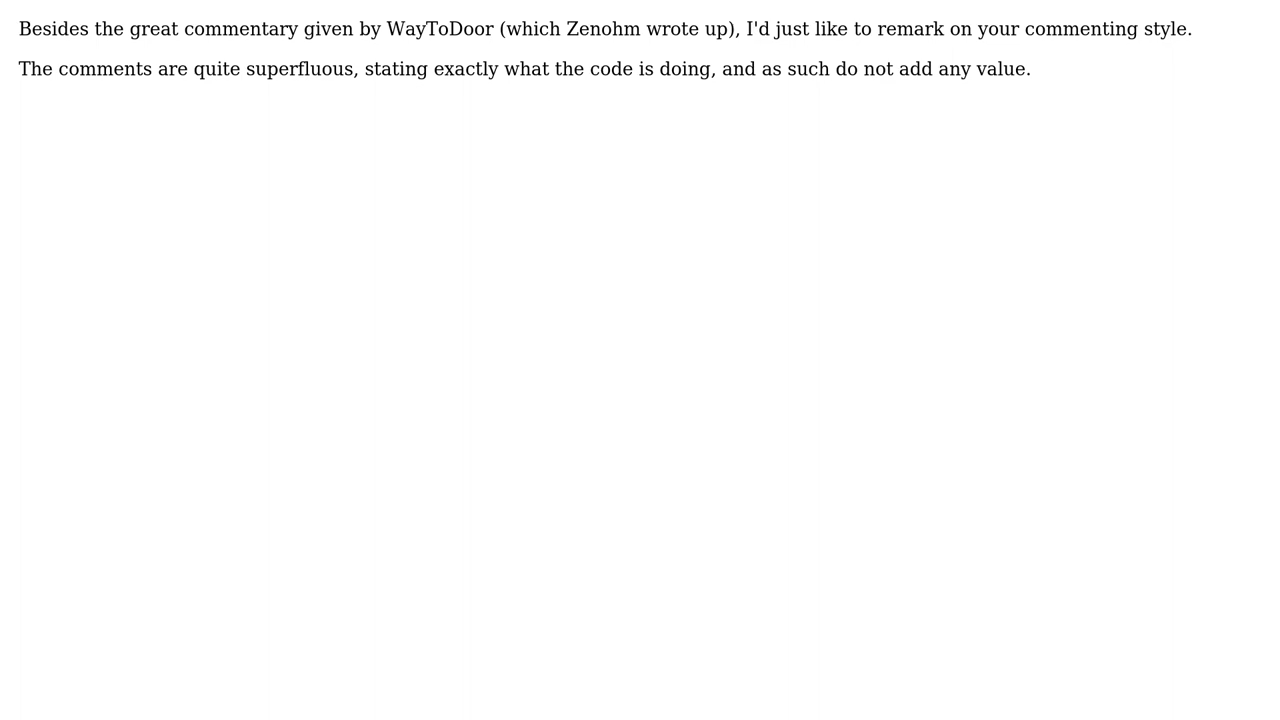 Besides the great commentary given by WayToDoor (which Zenohm wrote up), I'd just like to remark on your commenting style.
The comments are quite superfluous, stating exactly what the code is doing, and as such do not add any value.